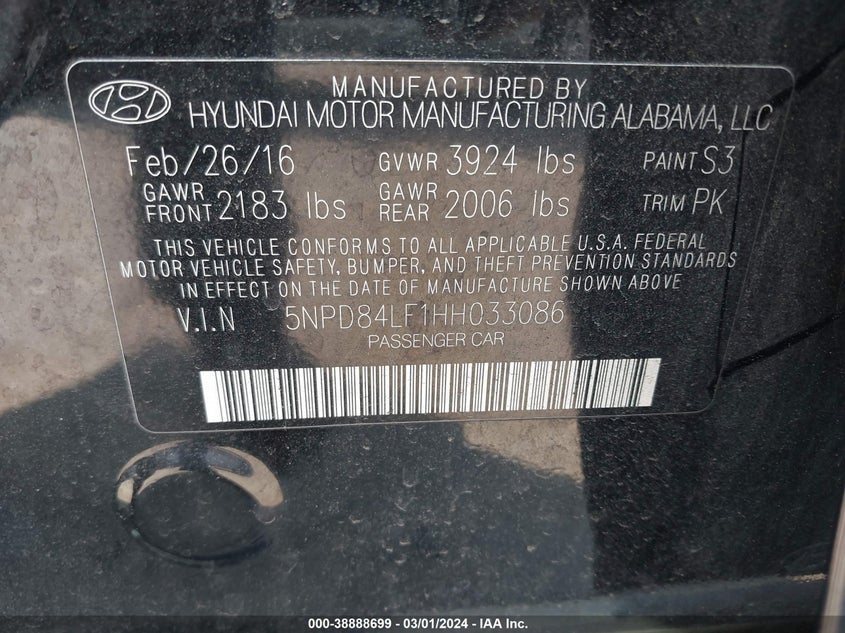 MANUFACTURED BY
HYUNDAI MOTOR MANUFACTURING ALABAMA, LLC
Feb/26/16 GVWR 3924 lbs PAINT S3
GAWR FRONT 2183 lbs GAWR REAR 2006 lbs TRIM PK
THIS VEHICLE CONFORMS TO ALL APPLICABLE U.S.A. FEDERAL
MOTOR VEHICLE SAFETY, BUMPER, AND THEFT PREVENTION STANDARDS
IN EFFECT ON THE DATE OF MANUFACTURE SHOWN ABOVE
V.I.N 5NPD84LF1HH033086
PASSENGER CAR
000-38888699 - 03/01/2024 - IAA Inc.